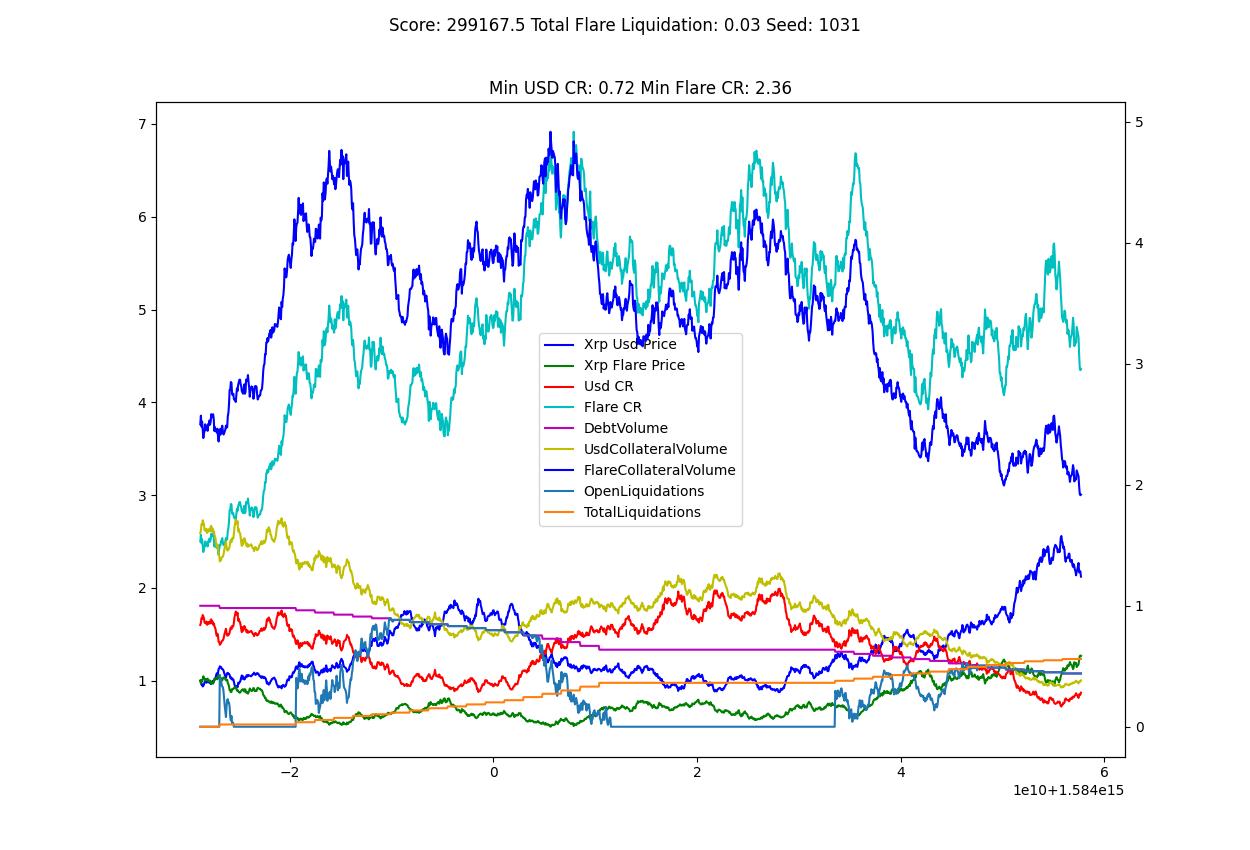 Score: 299167.5 Total Flare Liquidation: 0.03 Seed: 1031
Min USD CR: 0.72 Min Flare CR: 2.36
7
6
5
4
3
2
1
5
4
3
2
1
0
Xrp Usd Price
Xrp Flare Price
Usd CR
Flare CR
DebtVolume
UsdCollateralVolume
FlareCollateralVolume
OpenLiquidations
TotalLiquidations
−2 0 2 4 6
1e10+1.584e15